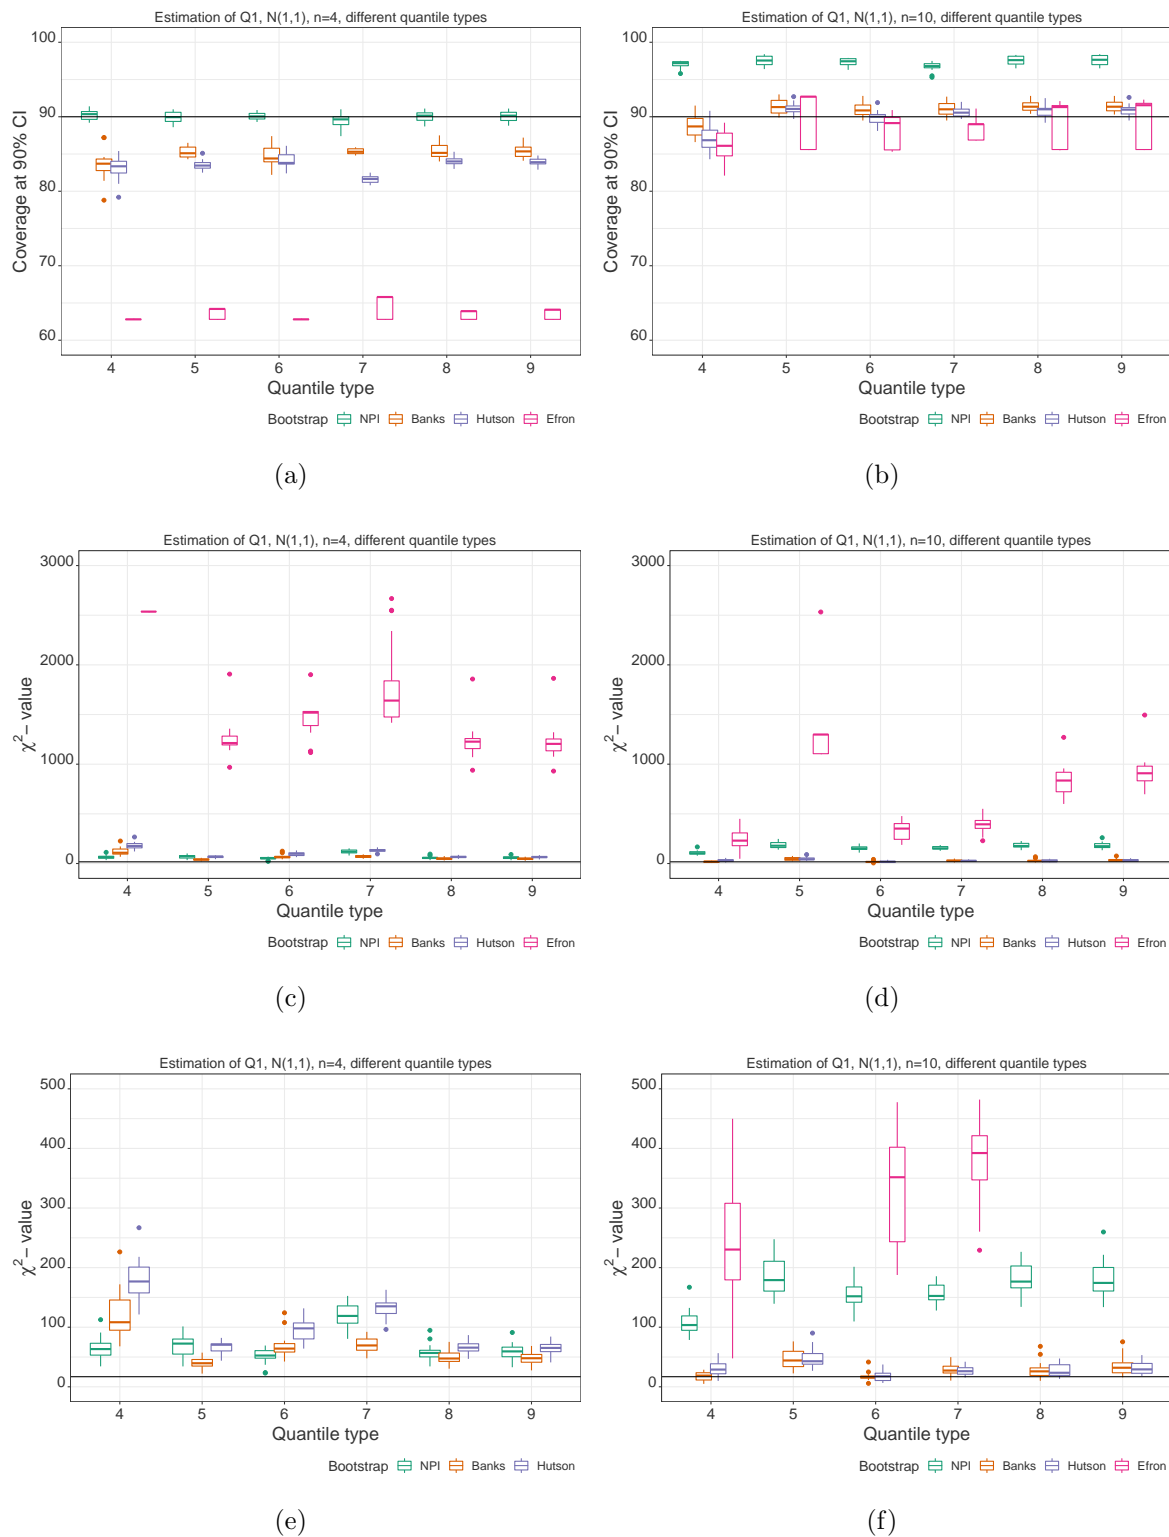 Estimation of Q1, N(1,1), n=4, different quantile types
100
90
80
70
60
Coverage at 90% CI
4 5 6 7 8 9
Quantile type
Bootstrap NPI Banks Hutson Efron
(a)
Estimation of Q1, N(1,1), n=10, different quantile types
100
90
80
70
60
Coverage at 90% CI
4 5 6 7 8 9
Quantile type
Bootstrap NPI Banks Hutson Efron
(b)
Estimation of Q1, N(1,1), n=4, different quantile types
3000
2000
1000
0
χ²− value
4 5 6 7 8 9
Quantile type
Bootstrap NPI Banks Hutson Efron
(c)
Estimation of Q1, N(1,1), n=10, different quantile types
3000
2000
1000
0
χ²− value
4 5 6 7 8 9
Quantile type
Bootstrap NPI Banks Hutson Efron
(d)
Estimation of Q1, N(1,1), n=4, different quantile types
500
400
300
200
100
0
χ²− value
4 5 6 7 8 9
Quantile type
Bootstrap NPI Banks Hutson
(e)
Estimation of Q1, N(1,1), n=10, different quantile types
500
400
300
200
100
0
χ²− value
4 5 6 7 8 9
Quantile type
Bootstrap NPI Banks Hutson Efron
(f)